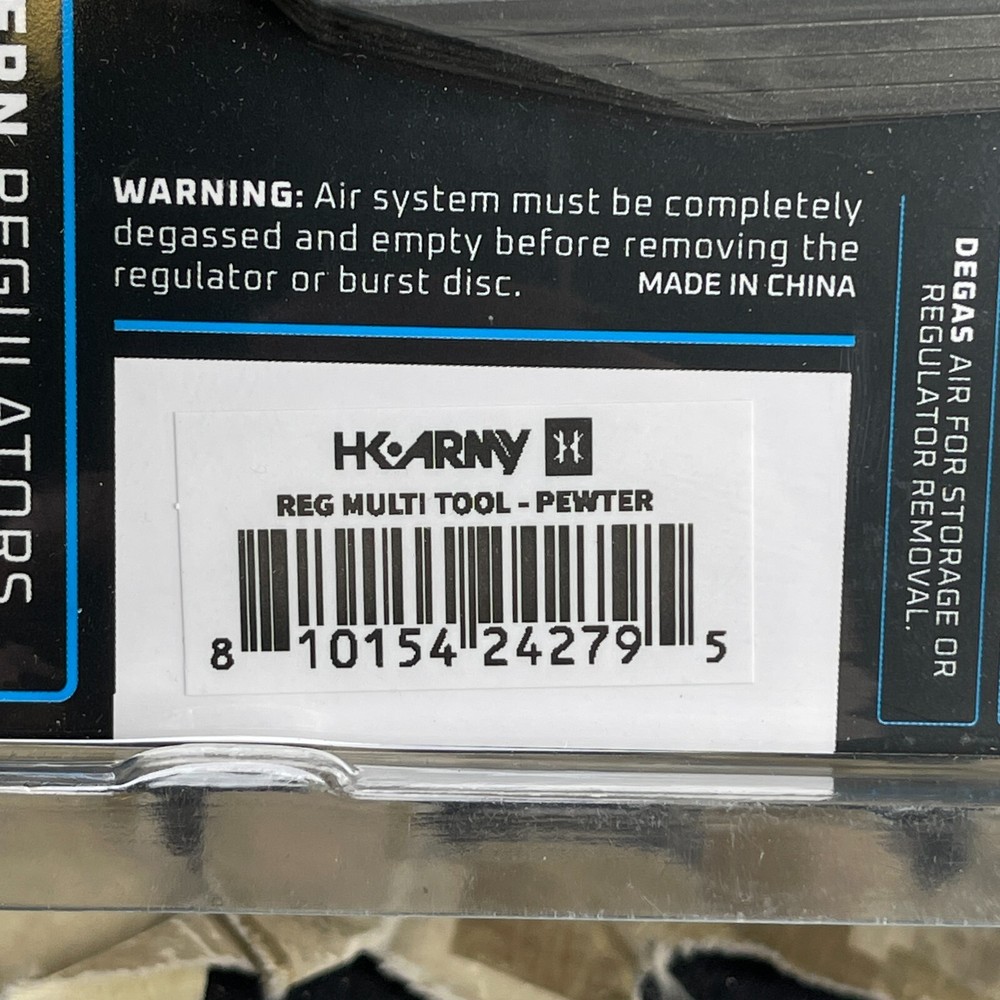 ERN REGULATORS
WARNING: Air system must be completely
degassed and empty before removing the
regulator or burst disc.
MADE IN CHINA
HK·ARMY
REG MULTI TOOL - PEWTER
8 10154 24279 5
DEGAS AIR FOR STORAGE OR
REGULATOR REMOVAL.